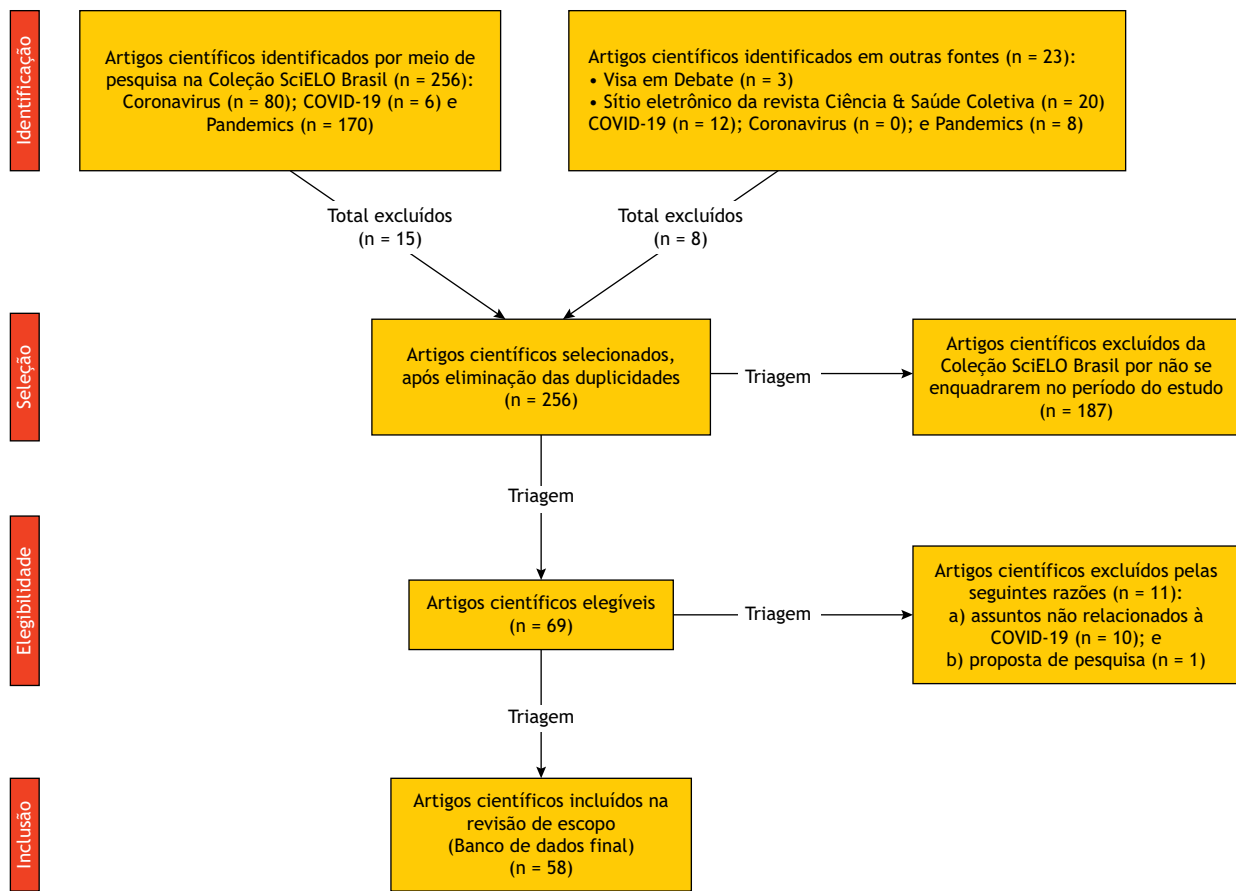 Identificação
Artigos científicos identificados por meio de
pesquisa na Coleção SciELO Brasil (n = 256):
Coronavirus (n = 80); COVID-19 (n = 6) e
Pandemics (n = 170)
Artigos científicos identificados em outras fontes (n = 23):
• Visa em Debate (n = 3)
• Sítio eletrônico da revista Ciência & Saúde Coletiva (n = 20)
COVID-19 (n = 12); Coronavirus (n = 0); e Pandemics (n = 8)
Total excluídos
(n = 15)
Total excluídos
(n = 8)
Seleção
Artigos científicos selecionados,
após eliminação das duplicidades
(n = 256)
Triagem
Artigos científicos excluídos da
Coleção SciELO Brasil por não se
enquadrarem no período do estudo
(n = 187)
Triagem
Elegibilidade
Artigos científicos elegíveis
(n = 69)
Triagem
Artigos científicos excluídos pelas
seguintes razões (n = 11):
a) assuntos não relacionados à
COVID-19 (n = 10); e
b) proposta de pesquisa (n = 1)
Triagem
Inclusão
Artigos científicos incluídos na
revisão de escopo
(Banco de dados final)
(n = 58)